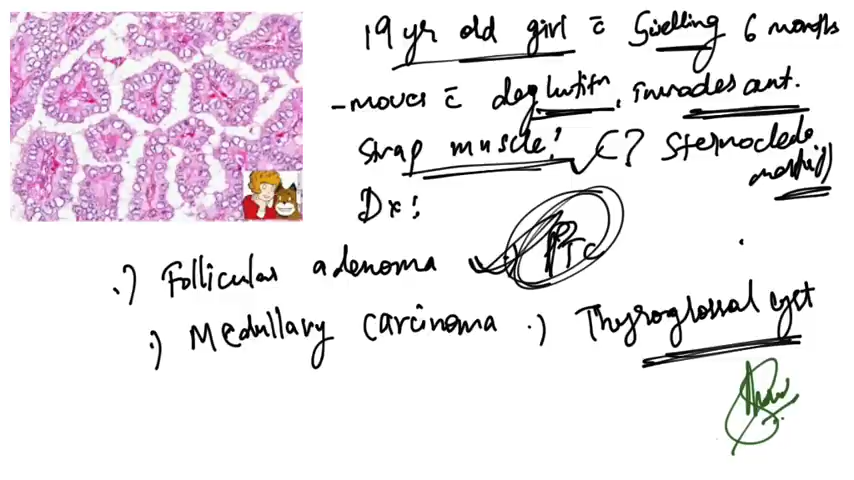 19 yr old girl c̄ Swelling 6 months
- moves c̄ deglutition, invades ant.
Strap muscle! (? Sternocleido
mastoid)
Dx:
.) Follicular adenoma .) PTC
.) Medullary carcinoma .) Thyroglossal cyst